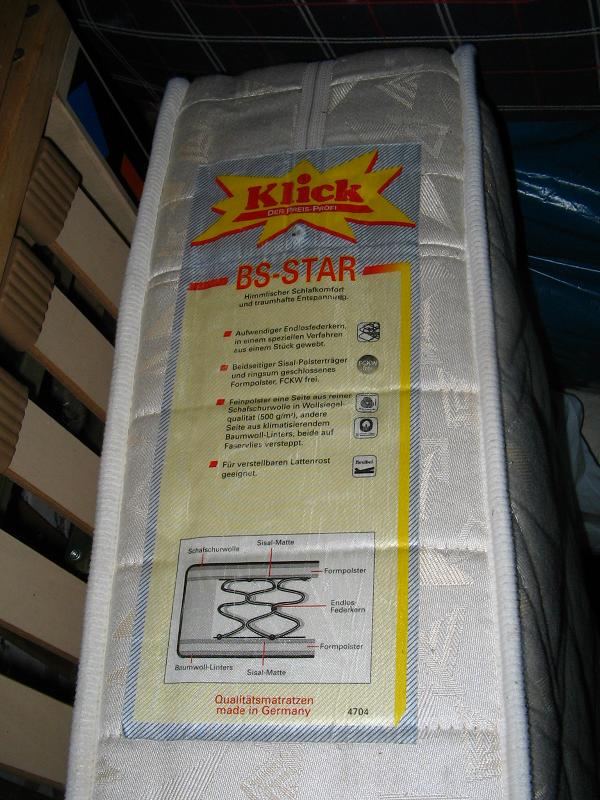 Klick
DER PREIS-PROFI
BS-STAR
Himmlischer Schlafkomfort
und traumhafte Entspannung.
Aufwendiger Endlosfederkern,
in einem speziellen Verfahren
aus einem Stück gewebt.
Beidseitiger Sisal-Polsterträger
und ringsum geschlossenes
Formpolster, FCKW frei.
FCKW
frei
Feinpolster eine Seite aus reiner
Schafschurwolle in Wollsiegel-
qualität (500 g/m²), andere
Seite aus klimatisierendem
Baumwoll-Linters, beide auf
Faservlies versteppt.
Für verstellbaren Lattenrost
geeignet.
flexibel
Sisal-Matte
Schafschurwolle
Formpolster
Endlos-
Federkern
Formpolster
Baumwoll-Linters
Sisal-Matte
Qualitätsmatratzen
made in Germany
4704